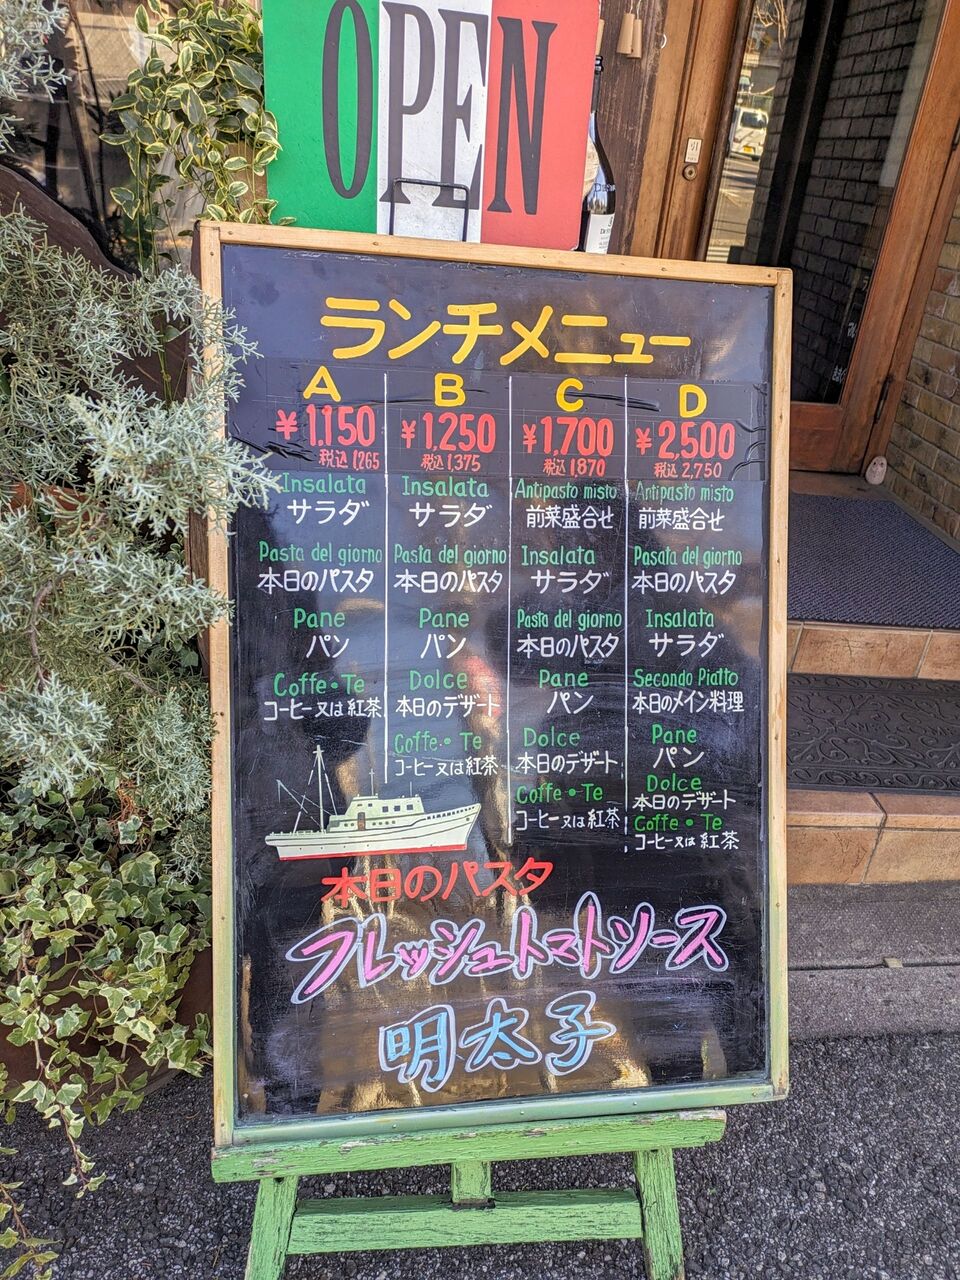 OPEN
ランチメニュー
A
¥1,150
税込1265
Insalata
サラダ
Pasta del giorno
本日のパスタ
Pane
パン
Coffe・Te
コーヒー又は紅茶
B
¥1,250
税込1,375
Insalata
サラダ
Pasta del giorno
本日のパスタ
Pane
パン
Dolce
本日のデザート
Coffe・Te
コーヒー又は紅茶
C
¥1,700
税込1870
Antipasto misto
前菜盛合せ
Insalata
サラダ
Pasta del giorno
本日のパスタ
Pane
パン
Dolce
本日のデザート
Coffe・Te
コーヒー又は紅茶
D
¥2,500
税込2,750
Antipasto misto
前菜盛合せ
Pasata del giorno
本日のパスタ
Insalata
サラダ
Secondo Piatto
本日のメイン料理
Pane
パン
Dolce
本日のデザート
Coffe・Te
コーヒー又は紅茶
本日のパスタ
フレッシュトマトソース
明太子
引